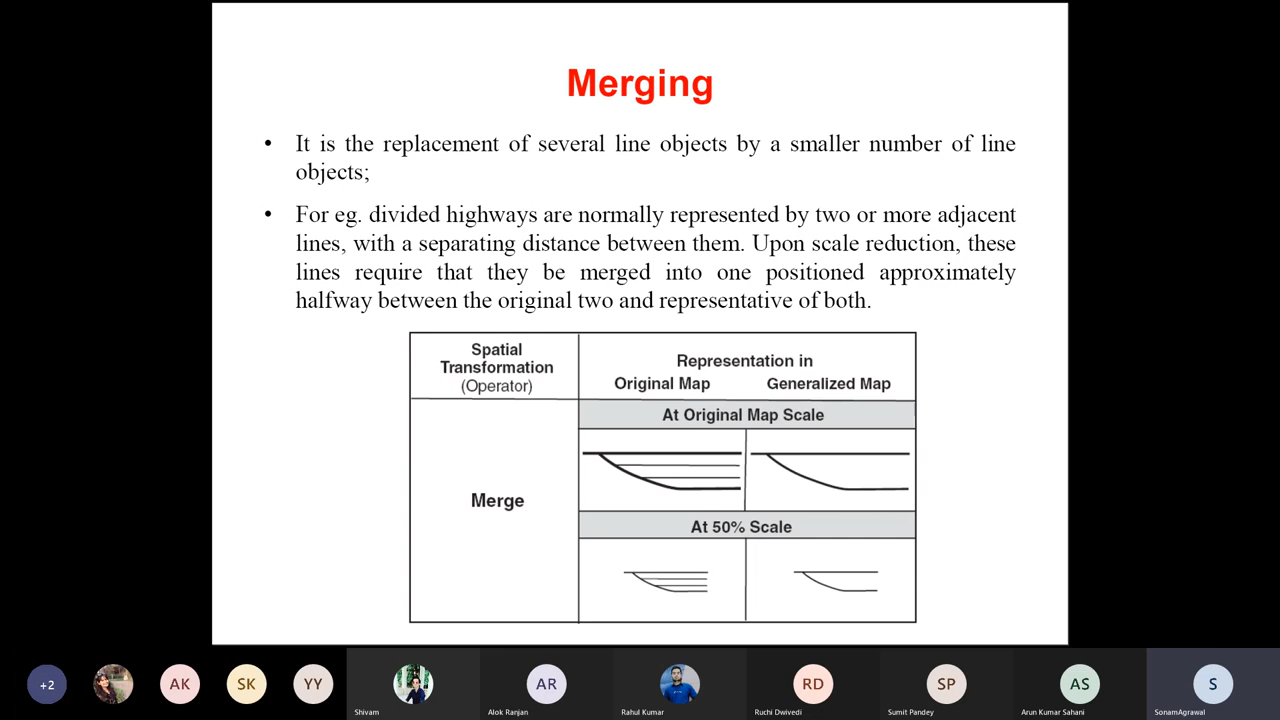 Merging
• It is the replacement of several line objects by a smaller number of line
objects;
• For eg. divided highways are normally represented by two or more adjacent
lines, with a separating distance between them. Upon scale reduction, these
lines require that they be merged into one positioned approximately
halfway between the original two and representative of both.
Spatial
Transformation
(Operator)
Representation in
Original Map Generalized Map
At Original Map Scale
Merge
At 50% Scale
+2 AK SK YY AR RD SP AS S
Shivam Alok Ranjan Rahul Kumar Ruchi Dwivedi Sumit Pandey Arun Kumar Sahani SonamAgrawal